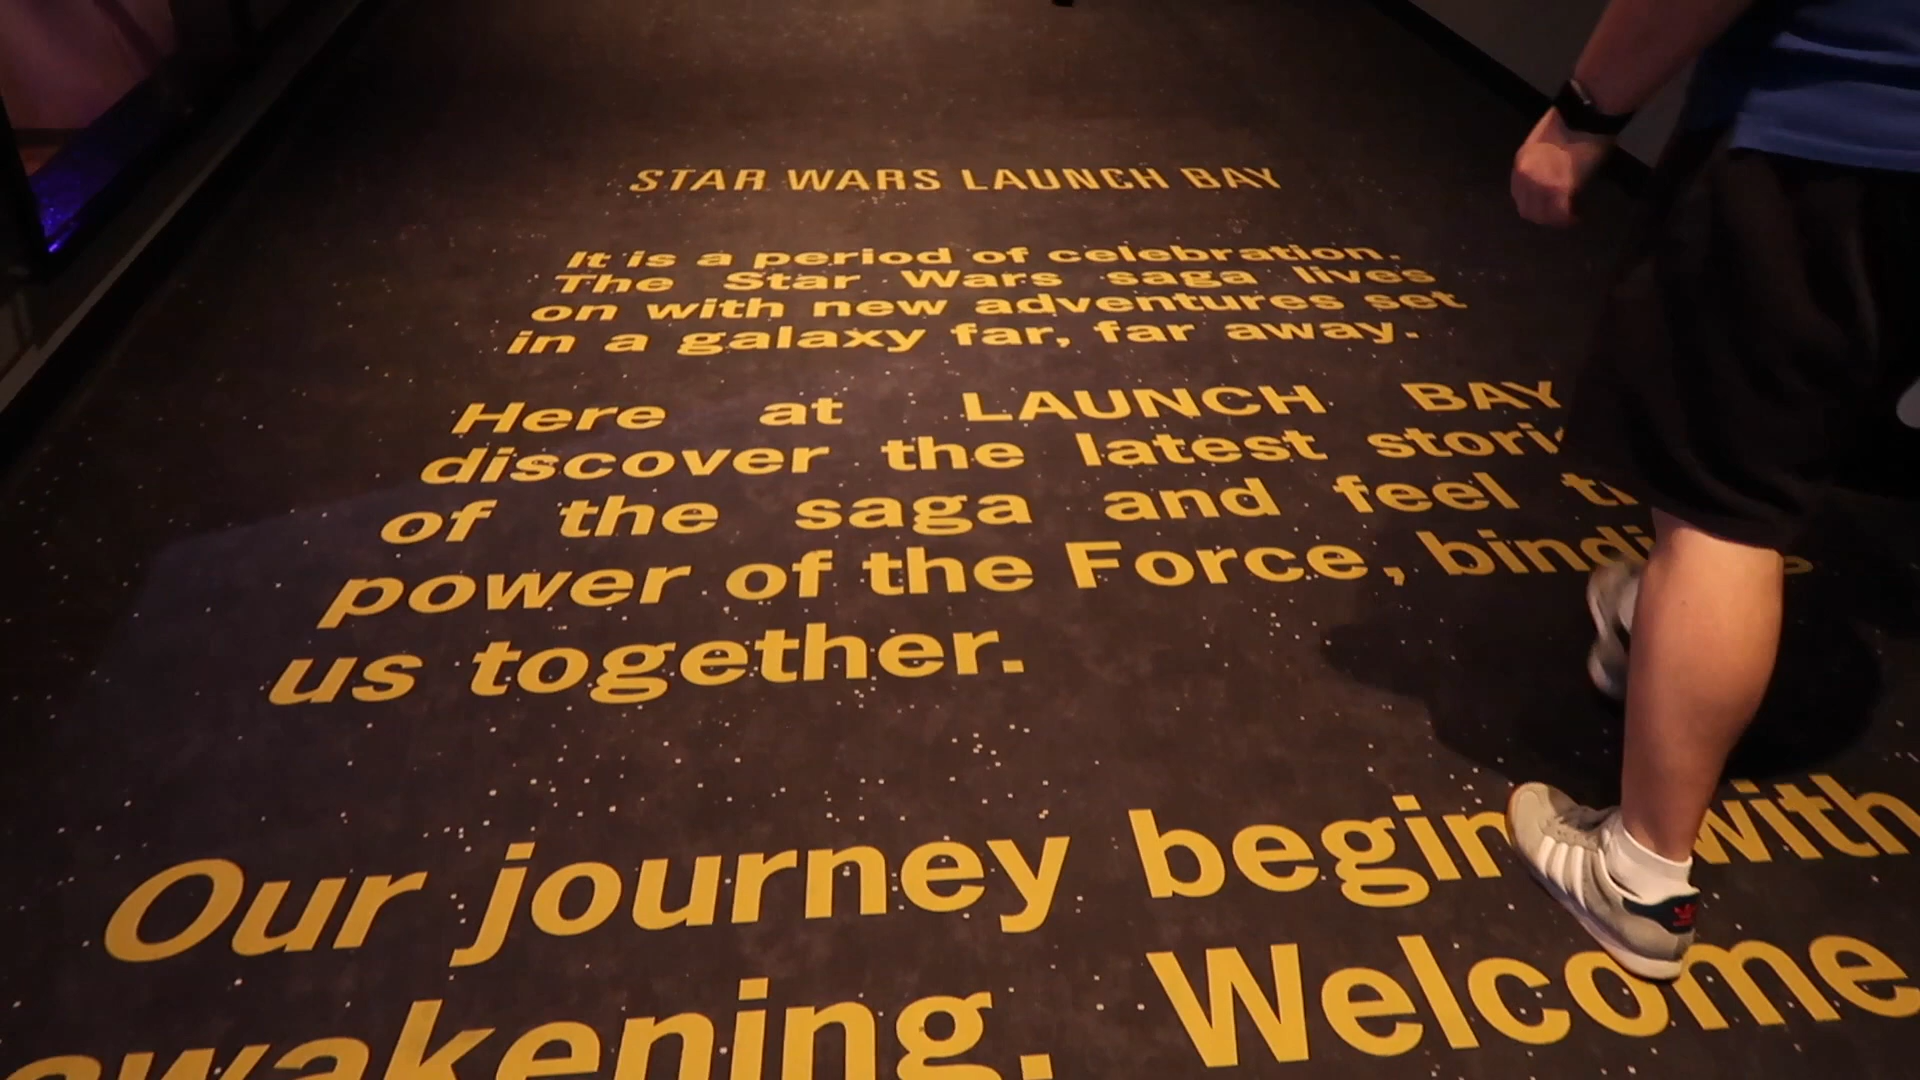 STAR WARS LAUNCH BAY
It is a period of celebration.
The Star Wars saga lives
on with new adventures set
in a galaxy far, far away.
Here at LAUNCH BAY
discover the latest stori
of the saga and feel
power of the Force, bindi
us together.
Our journey begin with
awakening. Welcome